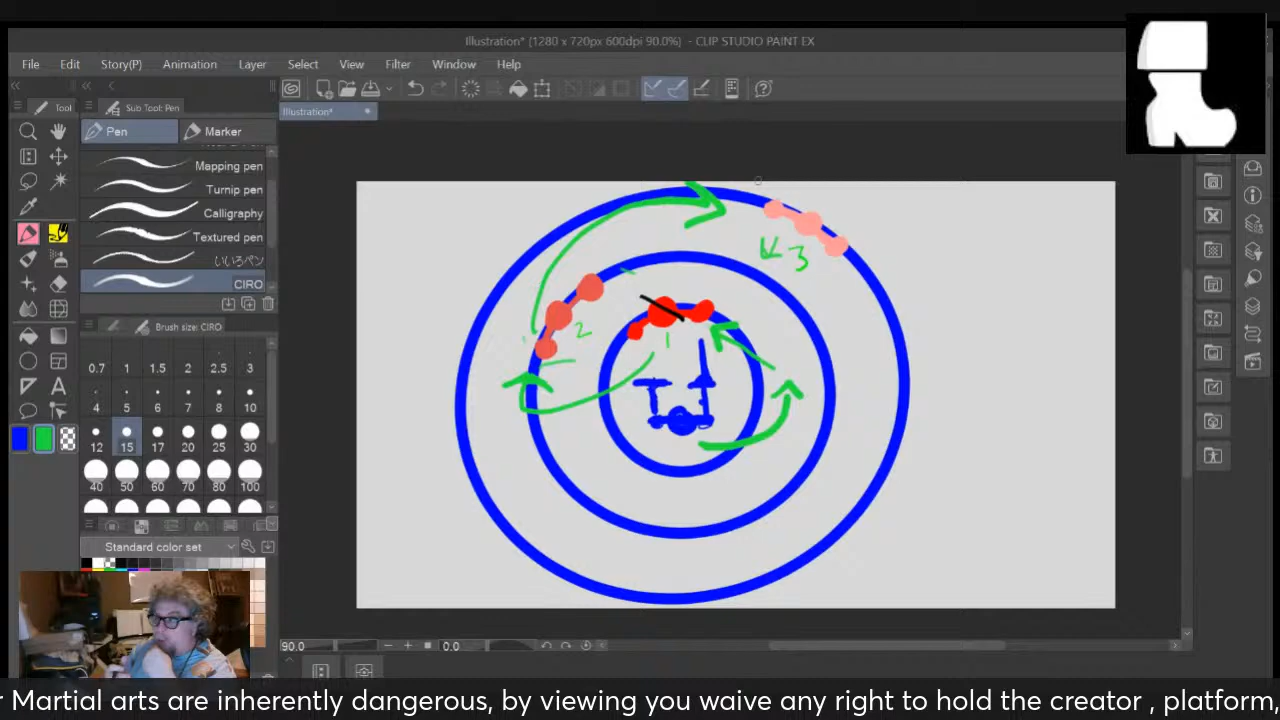 Illustration* (1280 x 720px 600dpi 90.0%) - CLIP STUDIO PAINT EX
File Edit Story(P) Animation Layer Select View Filter Window Help
Tool
Sub Tool: Pen
Illustration*
Pen
Marker
Mapping pen
Turnip pen
Calligraphy
Textured pen
いいろペン
CIRO
Brush size: CIRO
0.7 1 1.5 2 2.5 3
4 5 6 7 8 10
12 15 17 20 25 30
40 50 60 70 80 100
Standard color set
1
2
3
90.0
0.0
Martial arts are inherently dangerous, by viewing you waive any right to hold the creator , platform,